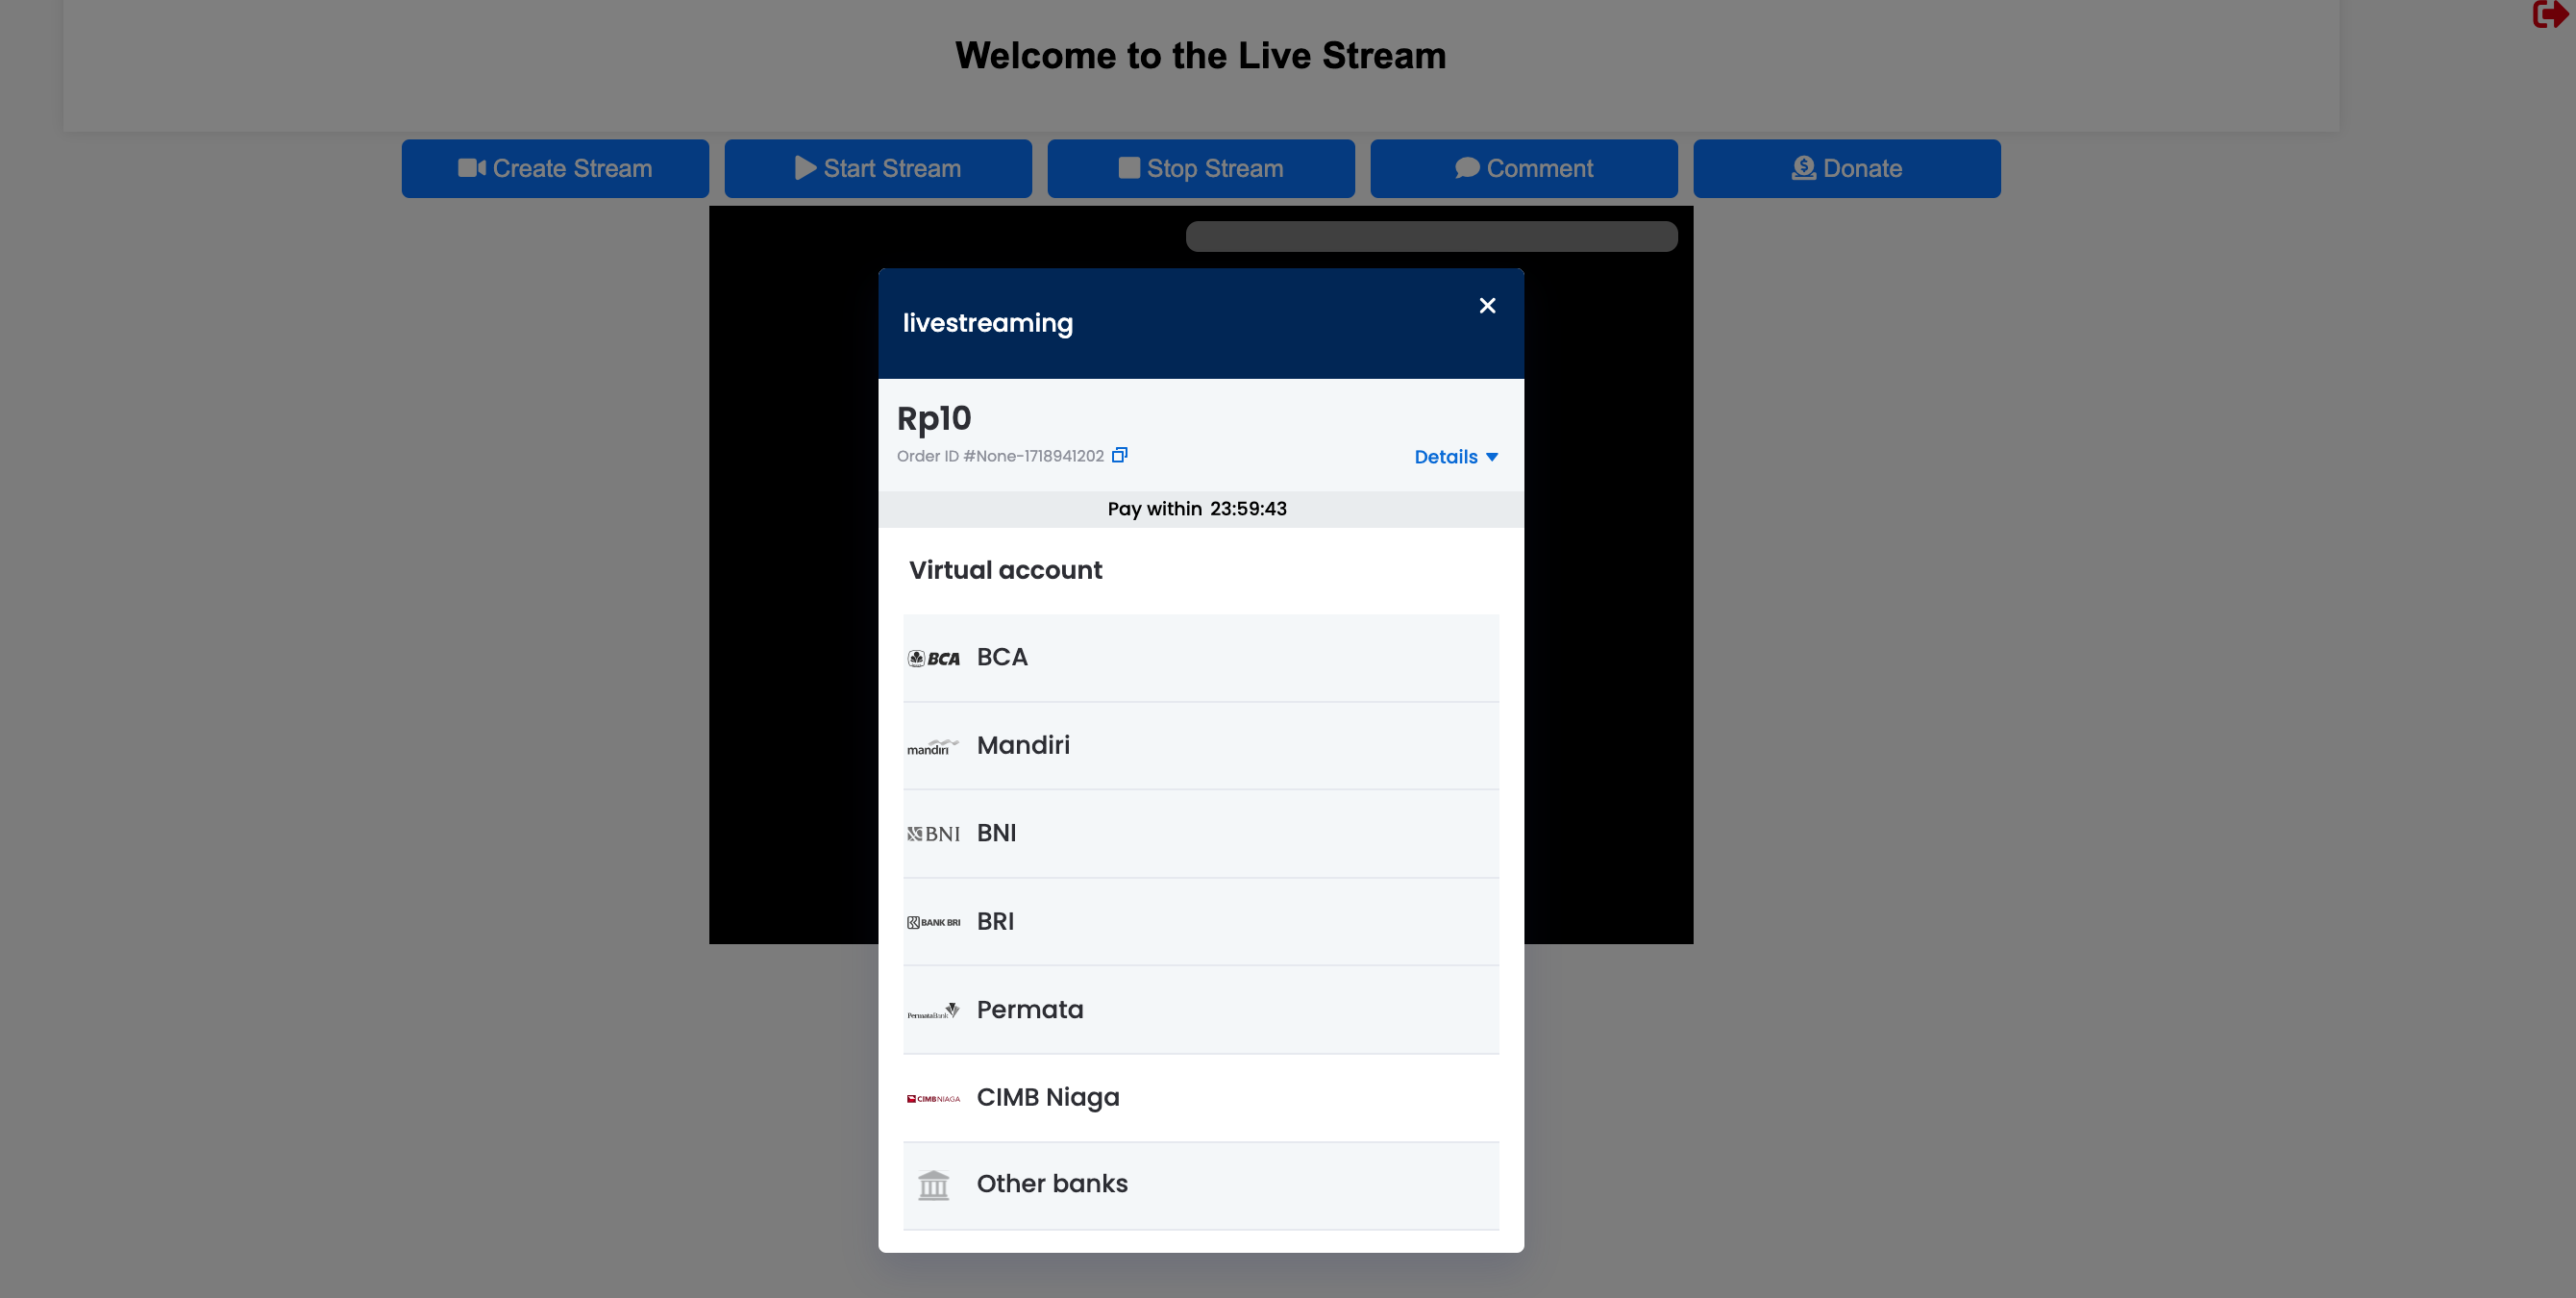 Welcome to the Live Stream
Create Stream
Start Stream
Stop Stream
Comment
Donate
livestreaming
Rp10
Order ID #None-1718941202
Details
Pay within 23:59:43
Virtual account
BCA BCA
mandiri Mandiri
BNI BNI
BANK BRI BRI
PermataBank Permata
CIMB NIAGA CIMB Niaga
Other banks